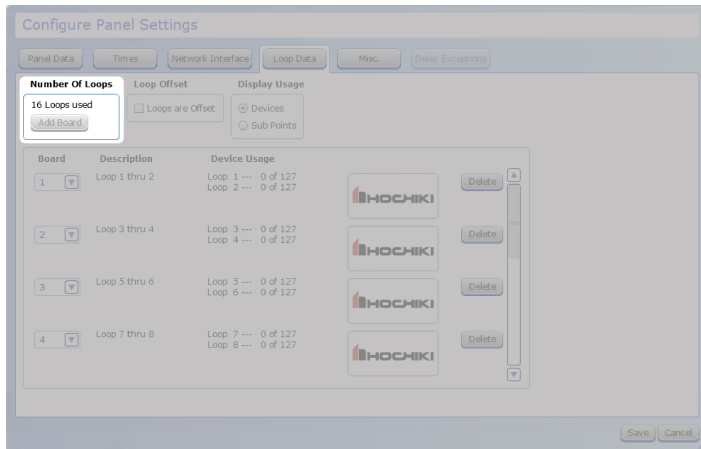 Configure Panel Settings
Panel Data Times Network Interface Loop Data Misc. Delay Exceptions
Number Of Loops Loop Offset Display Usage
16 Loops used
Loops are Offset
Devices
Add Board
Sub Points
Board Description Device Usage
1 Loop 1 thru 2 Loop 1 --- 0 of 127 Delete
Loop 2 --- 0 of 127
HOCHIKI
2 Loop 3 thru 4 Loop 3 --- 0 of 127 Delete
Loop 4 --- 0 of 127
HOCHIKI
3 Loop 5 thru 6 Loop 5 --- 0 of 127 Delete
Loop 6 --- 0 of 127
HOCHIKI
4 Loop 7 thru 8 Loop 7 --- 0 of 127 Delete
Loop 8 --- 0 of 127
HOCHIKI
Save Cancel